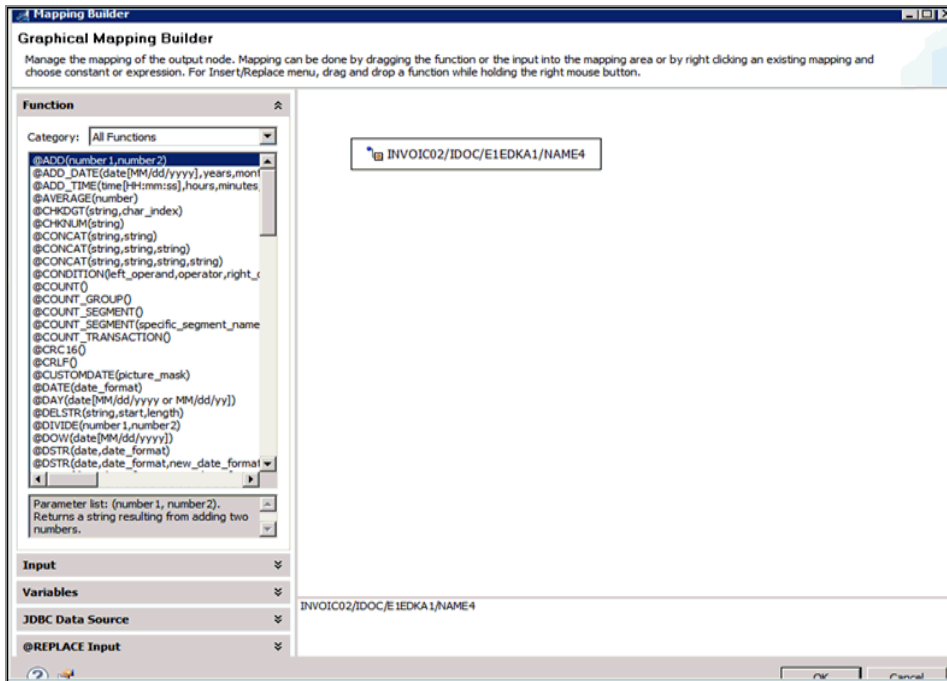 Mapping Builder
Graphical Mapping Builder
Manage the mapping of the output node. Mapping can be done by dragging the function or the input into the mapping area or by right clicking an existing mapping and
choose constant or expression. For Insert/Replace menu, drag and drop a function while holding the right mouse button.
Function
Category: All Functions
@ADD(number1,number2)
@ADD_DATE(date[MM/dd/yyyy],years,mont
@ADD_TIME(time[HH:mm:ss],hours,minutes,
@AVERAGE(number)
@CHKDGT(string,char_index)
@CHKNUM(string)
@CONCAT(string,string)
@CONCAT(string,string,string)
@CONCAT(string,string,string,string)
@CONDITION(left_operand,operator,right_c
@COUNT()
@COUNT_GROUP()
@COUNT_SEGMENT()
@COUNT_SEGMENT(specific_segment_name
@COUNT_TRANSACTION()
@CRC16()
@CRLF()
@CUSTOMDATE(picture_mask)
@DATE(date_format)
@DAY(date[MM/dd/yyyy or MM/dd/yy])
@DELSTR(string,start,length)
@DIVIDE(number1,number2)
@DOW(date[MM/dd/yyyy])
@DSTR(date,date_format)
@DSTR(date,date_format,new_date_format
Parameter list: (number1, number2).
Returns a string resulting from adding two
numbers.
Input
Variables
JDBC Data Source
@REPLACE Input
INVOIC02/IDOC/E1EDKA1/NAME4
INVOIC02/IDOC/E1EDKA1/NAME4
OK Cancel